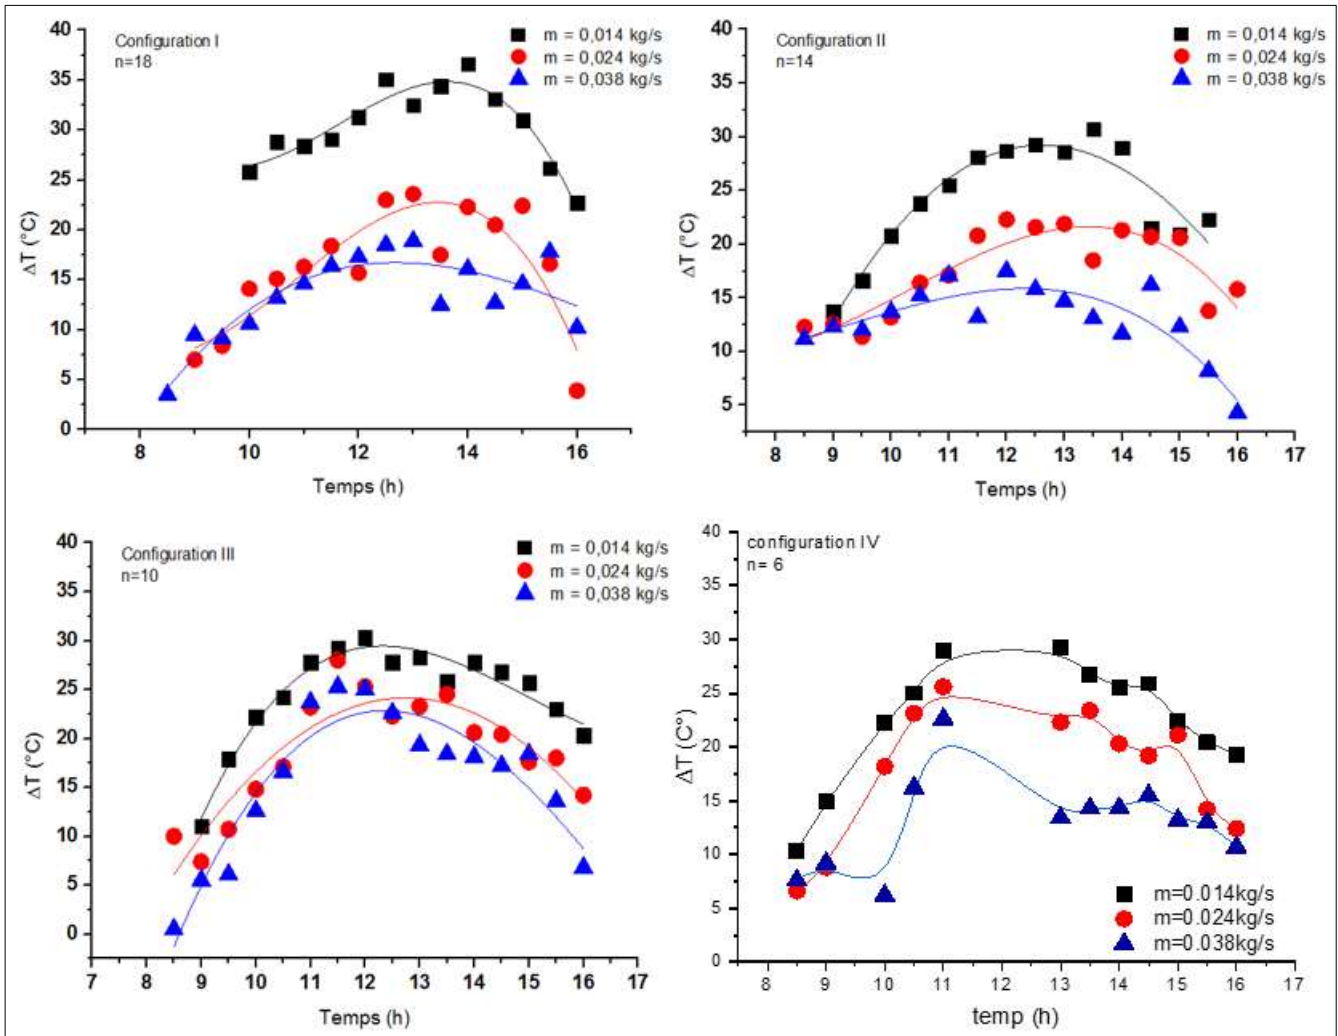 Configuration I
n=18
m = 0,014 kg/s
m = 0,024 kg/s
m = 0,038 kg/s
40
35
30
25
20
15
10
5
0
ΔT (°C)
8
10
12
14
16
Temps (h)
Configuration II
n=14
m = 0,014 kg/s
m = 0,024 kg/s
m = 0,038 kg/s
40
35
30
25
20
15
10
5
ΔT (°C)
8
9
10
11
12
13
14
15
16
17
Temps (h)
Configuration III
n=10
m = 0,014 kg/s
m = 0,024 kg/s
m = 0,038 kg/s
40
35
30
25
20
15
10
5
0
ΔT (°C)
7
8
9
10
11
12
13
14
15
16
17
Temps (h)
configuration IV
n= 6
40
35
30
25
20
15
10
5
0
ΔT (C°)
m=0.014kg/s
m=0.024kg/s
m=0.038kg/s
8
9
10
11
12
13
14
15
16
17
temp (h)